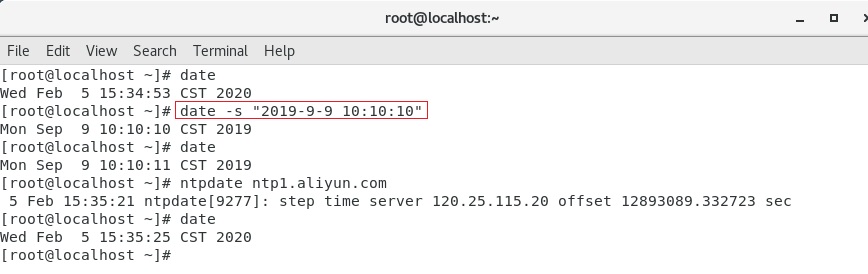 root@localhost:~
File Edit View Search Terminal Help
[root@localhost ~]# date
Wed Feb  5 15:34:53 CST 2020
[root@localhost ~]# date -s "2019-9-9 10:10:10"
Mon Sep  9 10:10:10 CST 2019
[root@localhost ~]# date
Mon Sep  9 10:10:11 CST 2019
[root@localhost ~]# ntpdate ntp1.aliyun.com
 5 Feb 15:35:21 ntpdate[9277]: step time server 120.25.115.20 offset 12893089.332723 sec
[root@localhost ~]# date
Wed Feb  5 15:35:25 CST 2020
[root@localhost ~]#